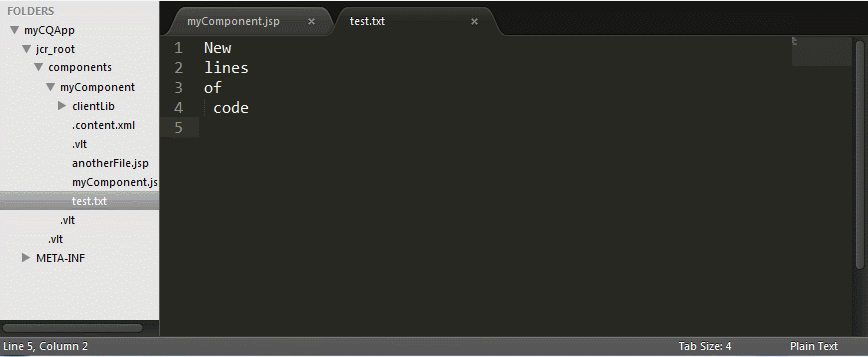 FOLDERS
myCQApp
jcr_root
components
myComponent
clientLib
.content.xml
.vlt
anotherFile.jsp
myComponent.js
test.txt
.vlt
.vlt
META-INF
myComponent.jsp ×
test.txt ×
1 New
2 lines
3 of
4 code
5
Line 5, Column 2
Tab Size: 4
Plain Text